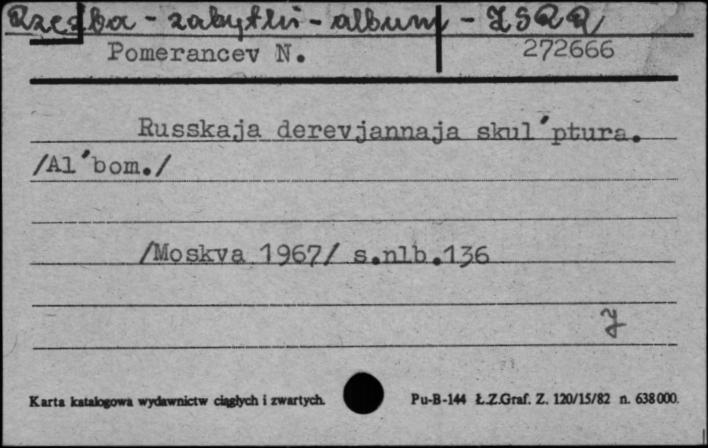 Rzeźba - zabytki - album - ZSRR
Pomerancev N. 272666
Russkaja derevjannaja skul´ptura.
/Al´bom./
/Moskva 1967/ s.nlb.136
Karta katalogowa wydawnictw ciągłych i zwartych. Pu-B-144 Ł.Z.Graf. Z. 120/15/82 n. 638000.